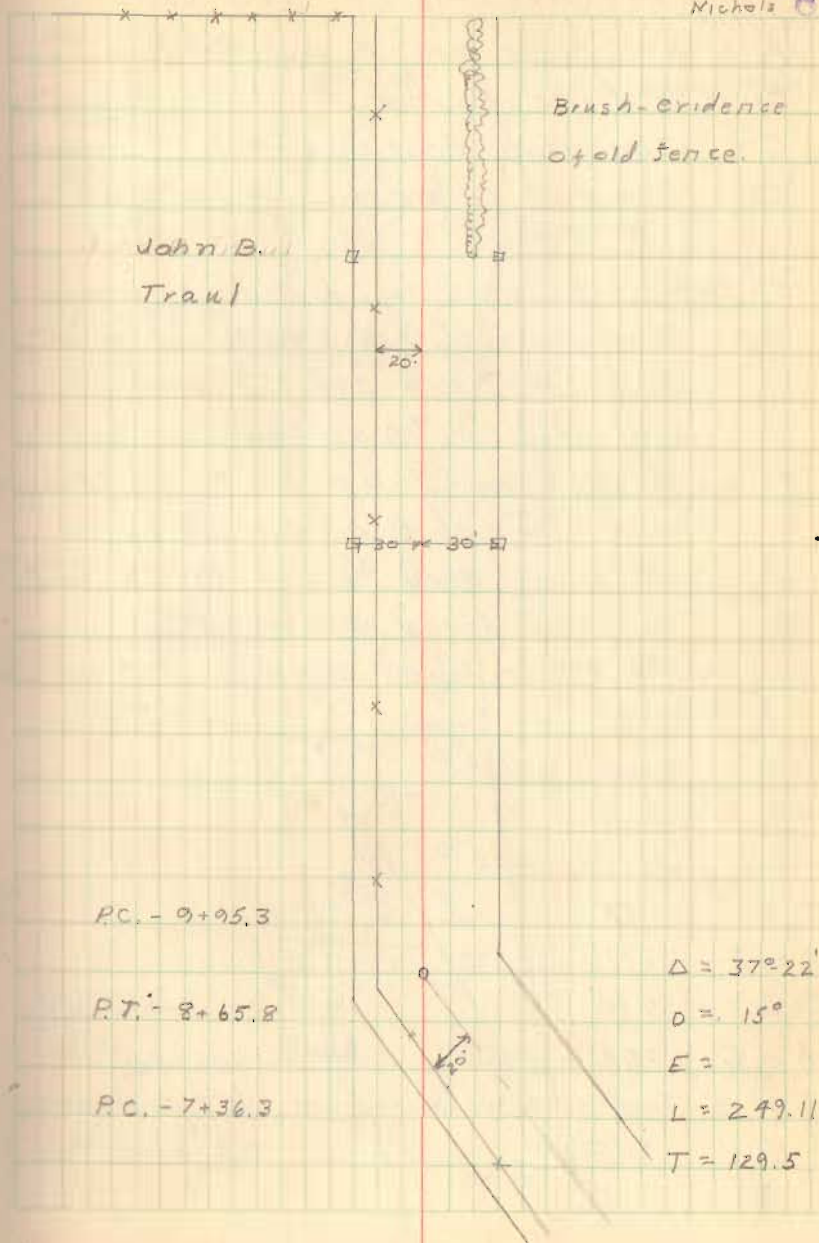 Nichols
Brush-evidence
of old fence.
John B.
Traul
20'
30' 30'
P.C. - 9+95.3
P.T. - 8+65.8
P.C. - 7+36.3
20'
Δ = 37°-22'
D = 15°
E =
L = 249.11
T = 129.5